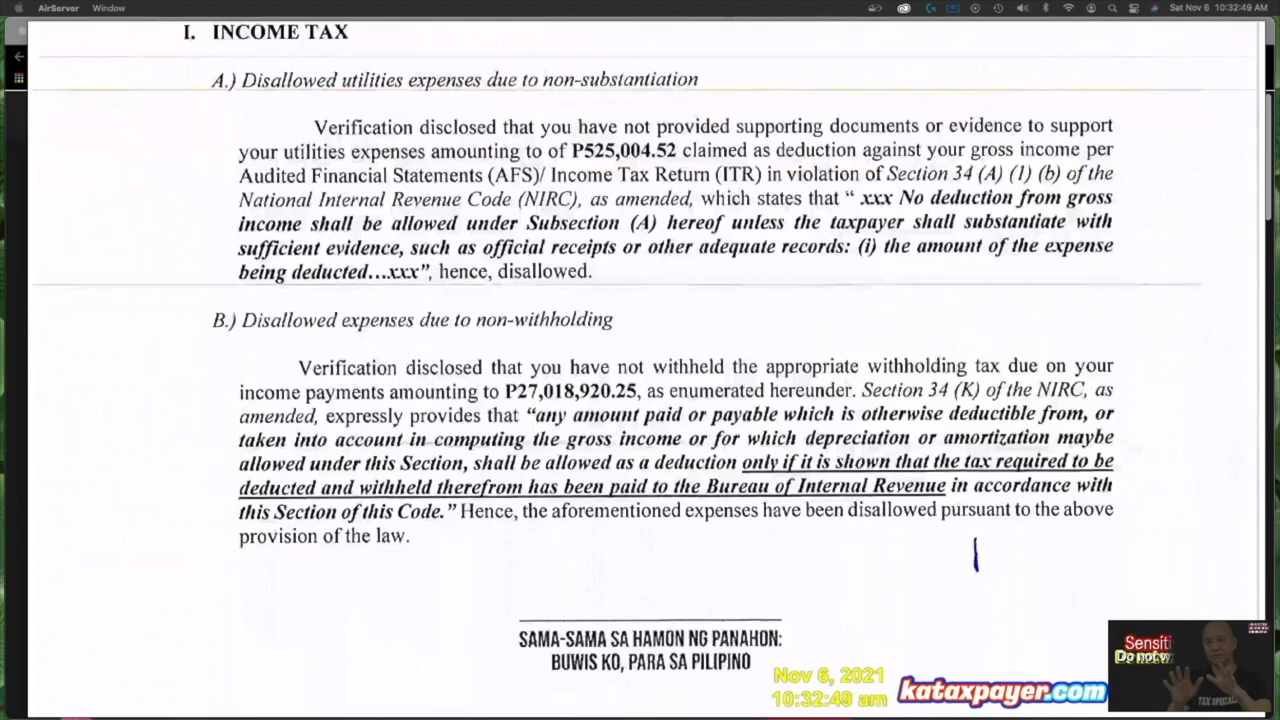 AirServer Window Sat Nov 6 10:32:49 AM
I. INCOME TAX
A.) Disallowed utilities expenses due to non-substantiation
Verification disclosed that you have not provided supporting documents or evidence to support
your utilities expenses amounting to of P525,004.52 claimed as deduction against your gross income per
Audited Financial Statements (AFS)/ Income Tax Return (ITR) in violation of Section 34 (A) (1) (b) of the
National Internal Revenue Code (NIRC), as amended, which states that “ .xxx No deduction from gross
income shall be allowed under Subsection (A) hereof unless the taxpayer shall substantiate with
sufficient evidence, such as official receipts or other adequate records: (i) the amount of the expense
being deducted...xxx”, hence, disallowed.
B.) Disallowed expenses due to non-withholding
Verification disclosed that you have not withheld the appropriate withholding tax due on your
income payments amounting to P27,018,920.25, as enumerated hereunder. Section 34 (K) of the NIRC, as
amended, expressly provides that “any amount paid or payable which is otherwise deductible from, or
taken into account in computing the gross income or for which depreciation or amortization maybe
allowed under this Section, shall be allowed as a deduction only if it is shown that the tax required to be
deducted and withheld therefrom has been paid to the Bureau of Internal Revenue in accordance with
this Section of this Code.” Hence, the aforementioned expenses have been disallowed pursuant to the above
provision of the law.
SAMA-SAMA SA HAMON NG PANAHON:
BUWIS KO, PARA SA PILIPINO
Nov 6, 2021
10:32:49 am
kataxpayer.com
Sensiti
Do not w